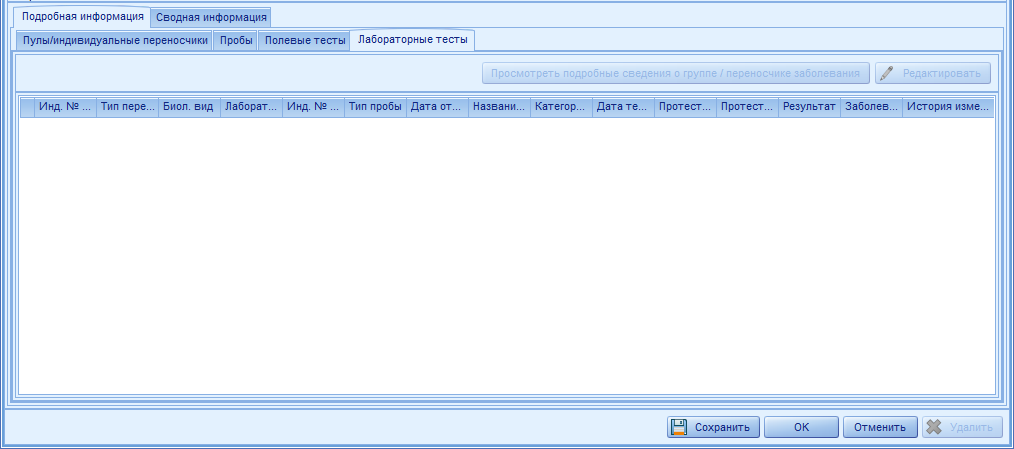 Подробная информация Сводная информация
Пулы/индивидуальные переносчики Пробы Полевые тесты Лабораторные тесты
Просмотреть подробные сведения о группе / переносчике заболевания Редактировать
Инд. № ... Тип пере... Биол. вид Лаборат... Инд. № ... Тип пробы Дата от... Названи... Категор... Дата те... Протест... Протест... Результат Заболев... История изме...
Сохранить OK Отменить Удалить